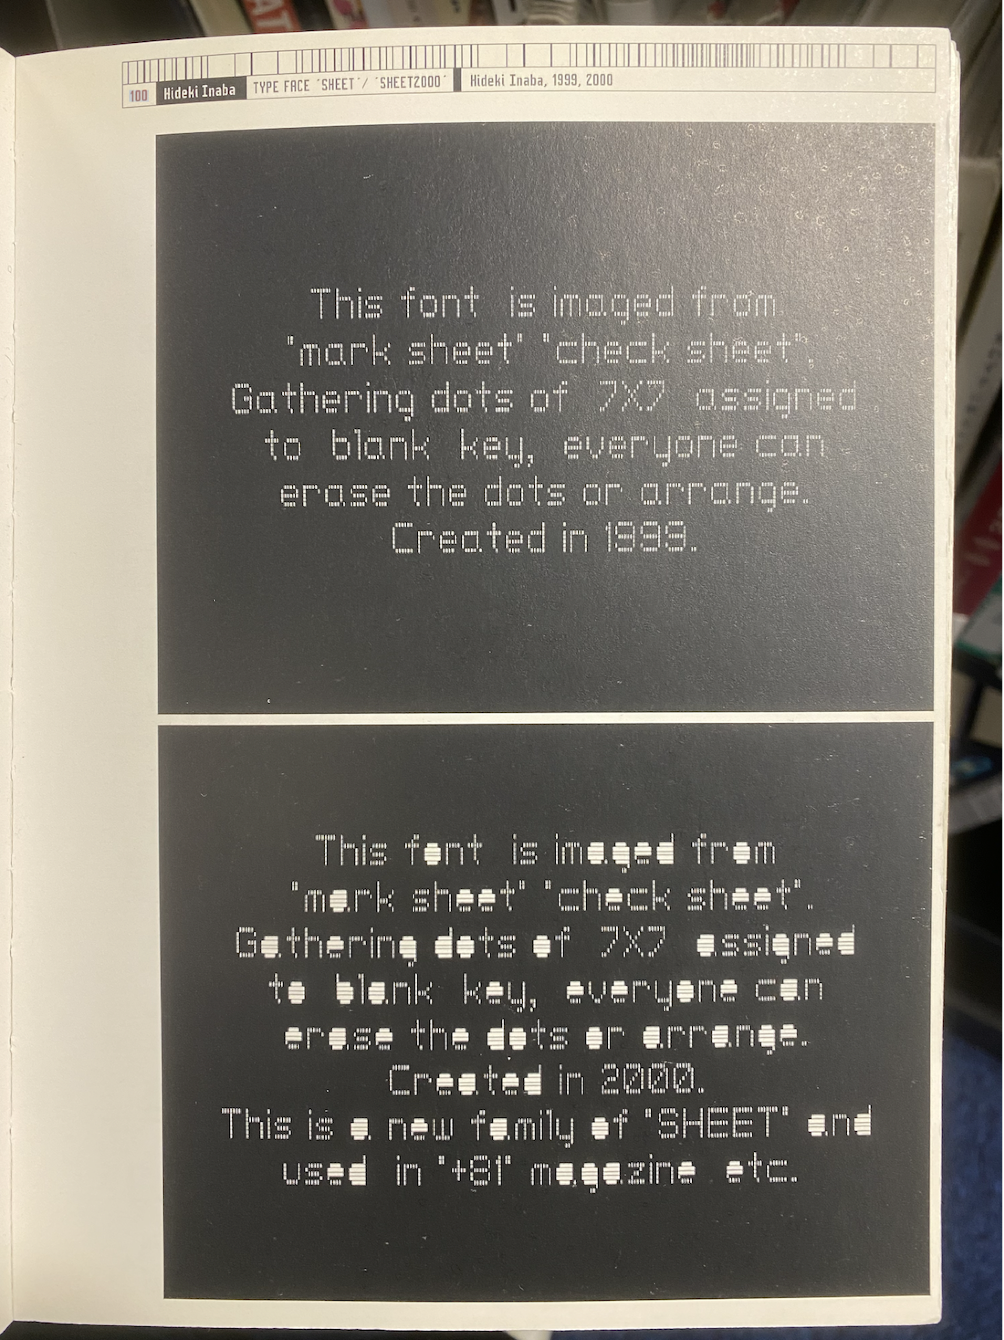 100 Hideki Inaba TYPE FACE "SHEET"/ "SHEET2000" Hideki Inaba, 1999, 2000
This font is imaged from
"mark sheet" "check sheet".
Gathering dots of 7X7 assigned
to blank key, everyone can
erase the dots or arrange.
Created in 1999.
This font is imaged from
"mark sheet" "check sheet".
Gathering dots of 7X7 assigned
to blank key, everyone can
erase the dots or arrange.
Created in 2000.
This is a new family of "SHEET" and
used in "+81" magazine etc.